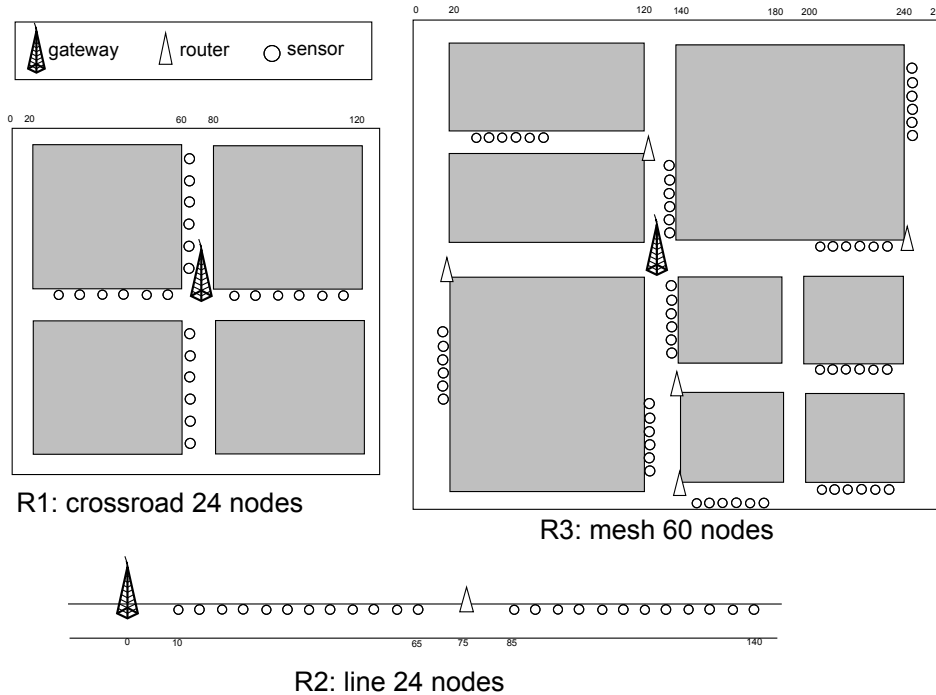 gateway router sensor
0 20 60 80 120
R1: crossroad 24 nodes
0 20 120 140 180 200 240
R3: mesh 60 nodes
0 10 65 75 85 140
R2: line 24 nodes